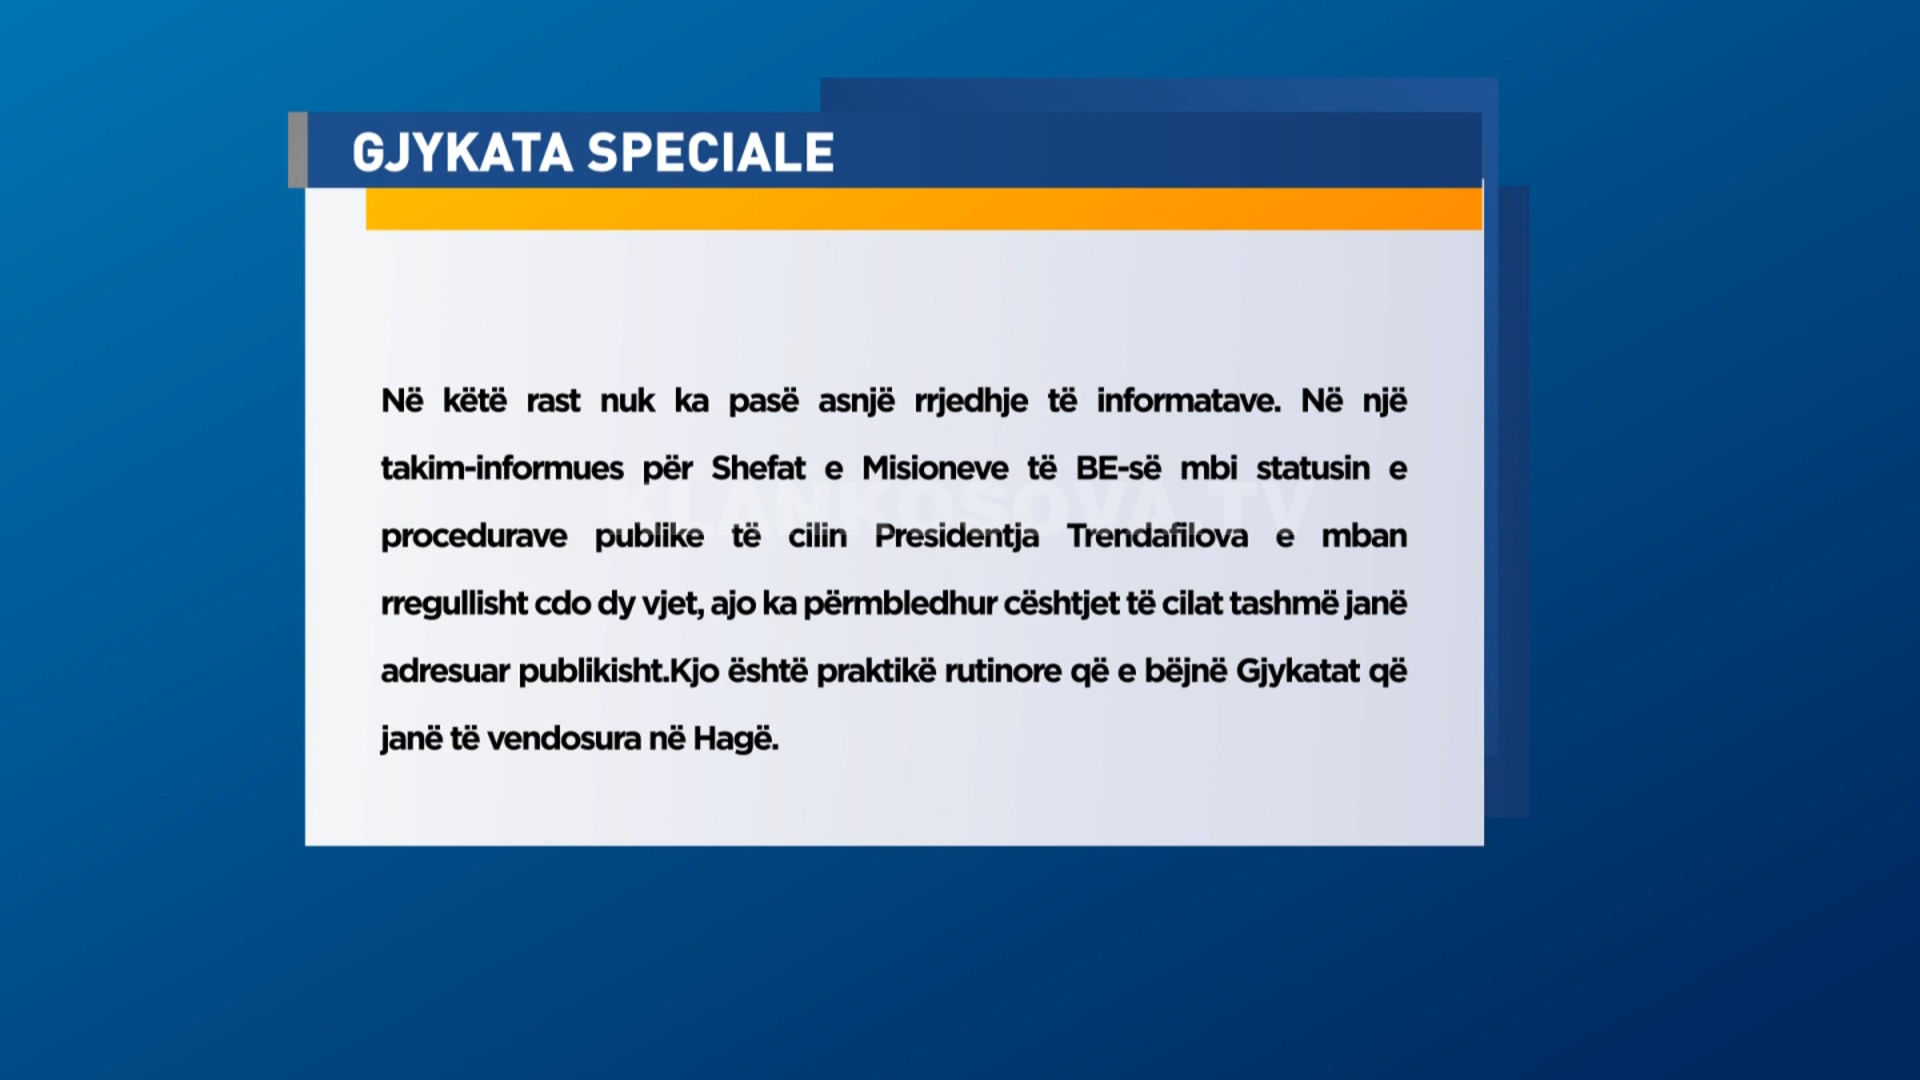 GJYKATA SPECIALE
Në këtë rast nuk ka pasë asnjë rrjedhje të informatave. Në një
takim-informues për Shefat e Misioneve të BE-së mbi statusin e
KLANKOSOVA.TV
procedurave publike të cilin Presidentja Trendafilova e mban
rregullisht cdo dy vjet, ajo ka përmbledhur cështjet të cilat tashmë janë
adresuar publikisht.Kjo është praktikë rutinore që e bëjnë Gjykatat që
janë të vendosura në Hagë.